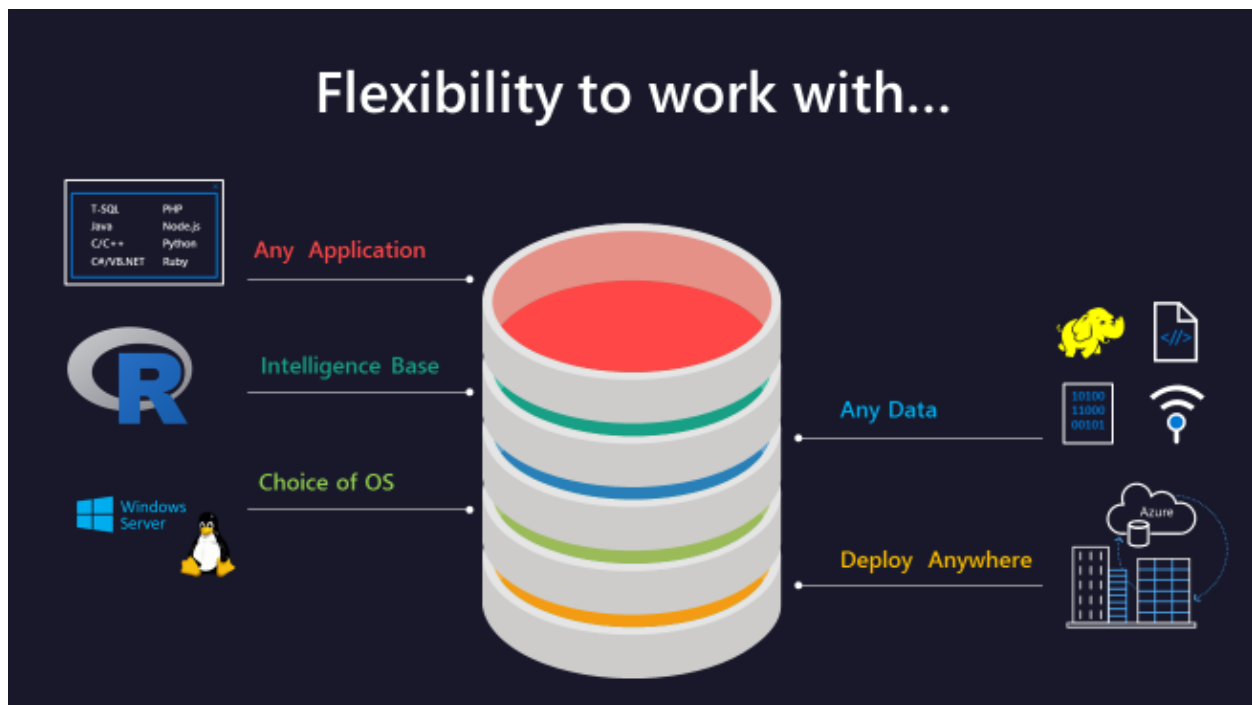 Flexibility to work with...
T-SQL PHP
Java Node.js
C/C++ Python
C#/VB.NET Ruby
Any Application
R
Intelligence Base
Choice of OS
Windows
Server
</>
10100
11000
00101
Any Data
Azure
Deploy Anywhere